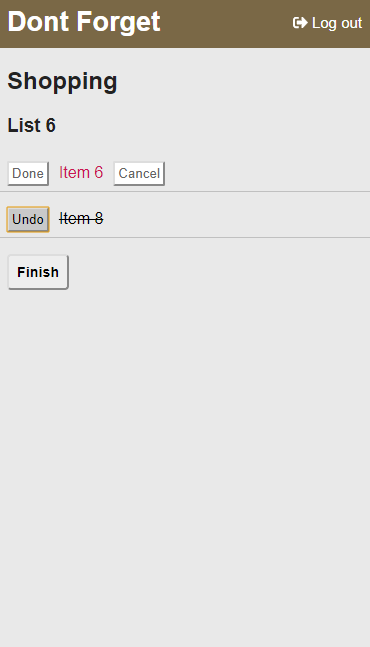 Dont Forget Log out
Shopping
List 6
Done Item 6 Cancel
Undo Item 8
Finish